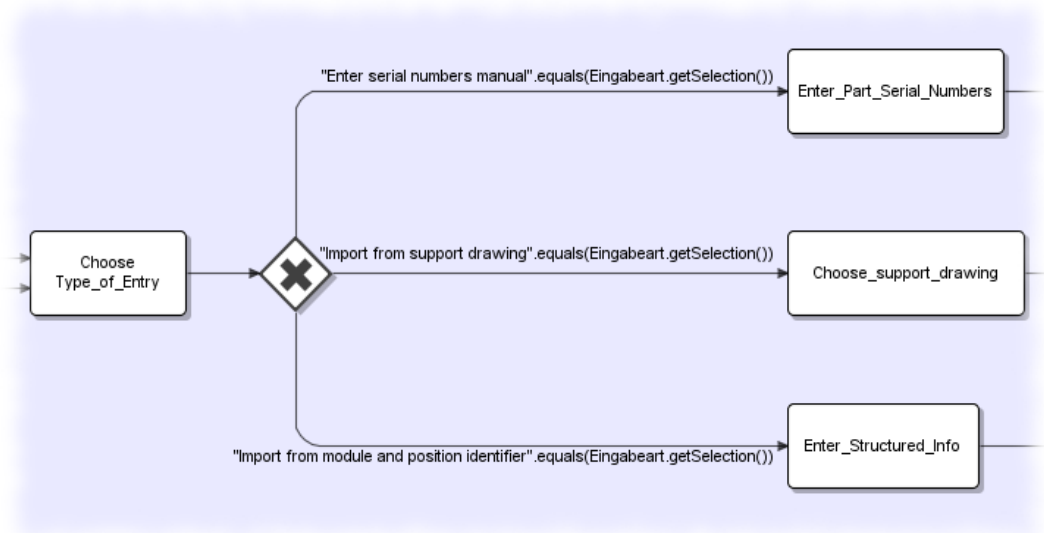 "Enter serial numbers manual".equals(Eingabeart.getSelection())
Enter_Part_Serial_Numbers
Choose
Type_of_Entry
"Import from support drawing".equals(Eingabeart.getSelection())
Choose_support_drawing
"Import from module and position identifier".equals(Eingabeart.getSelection())
Enter_Structured_Info